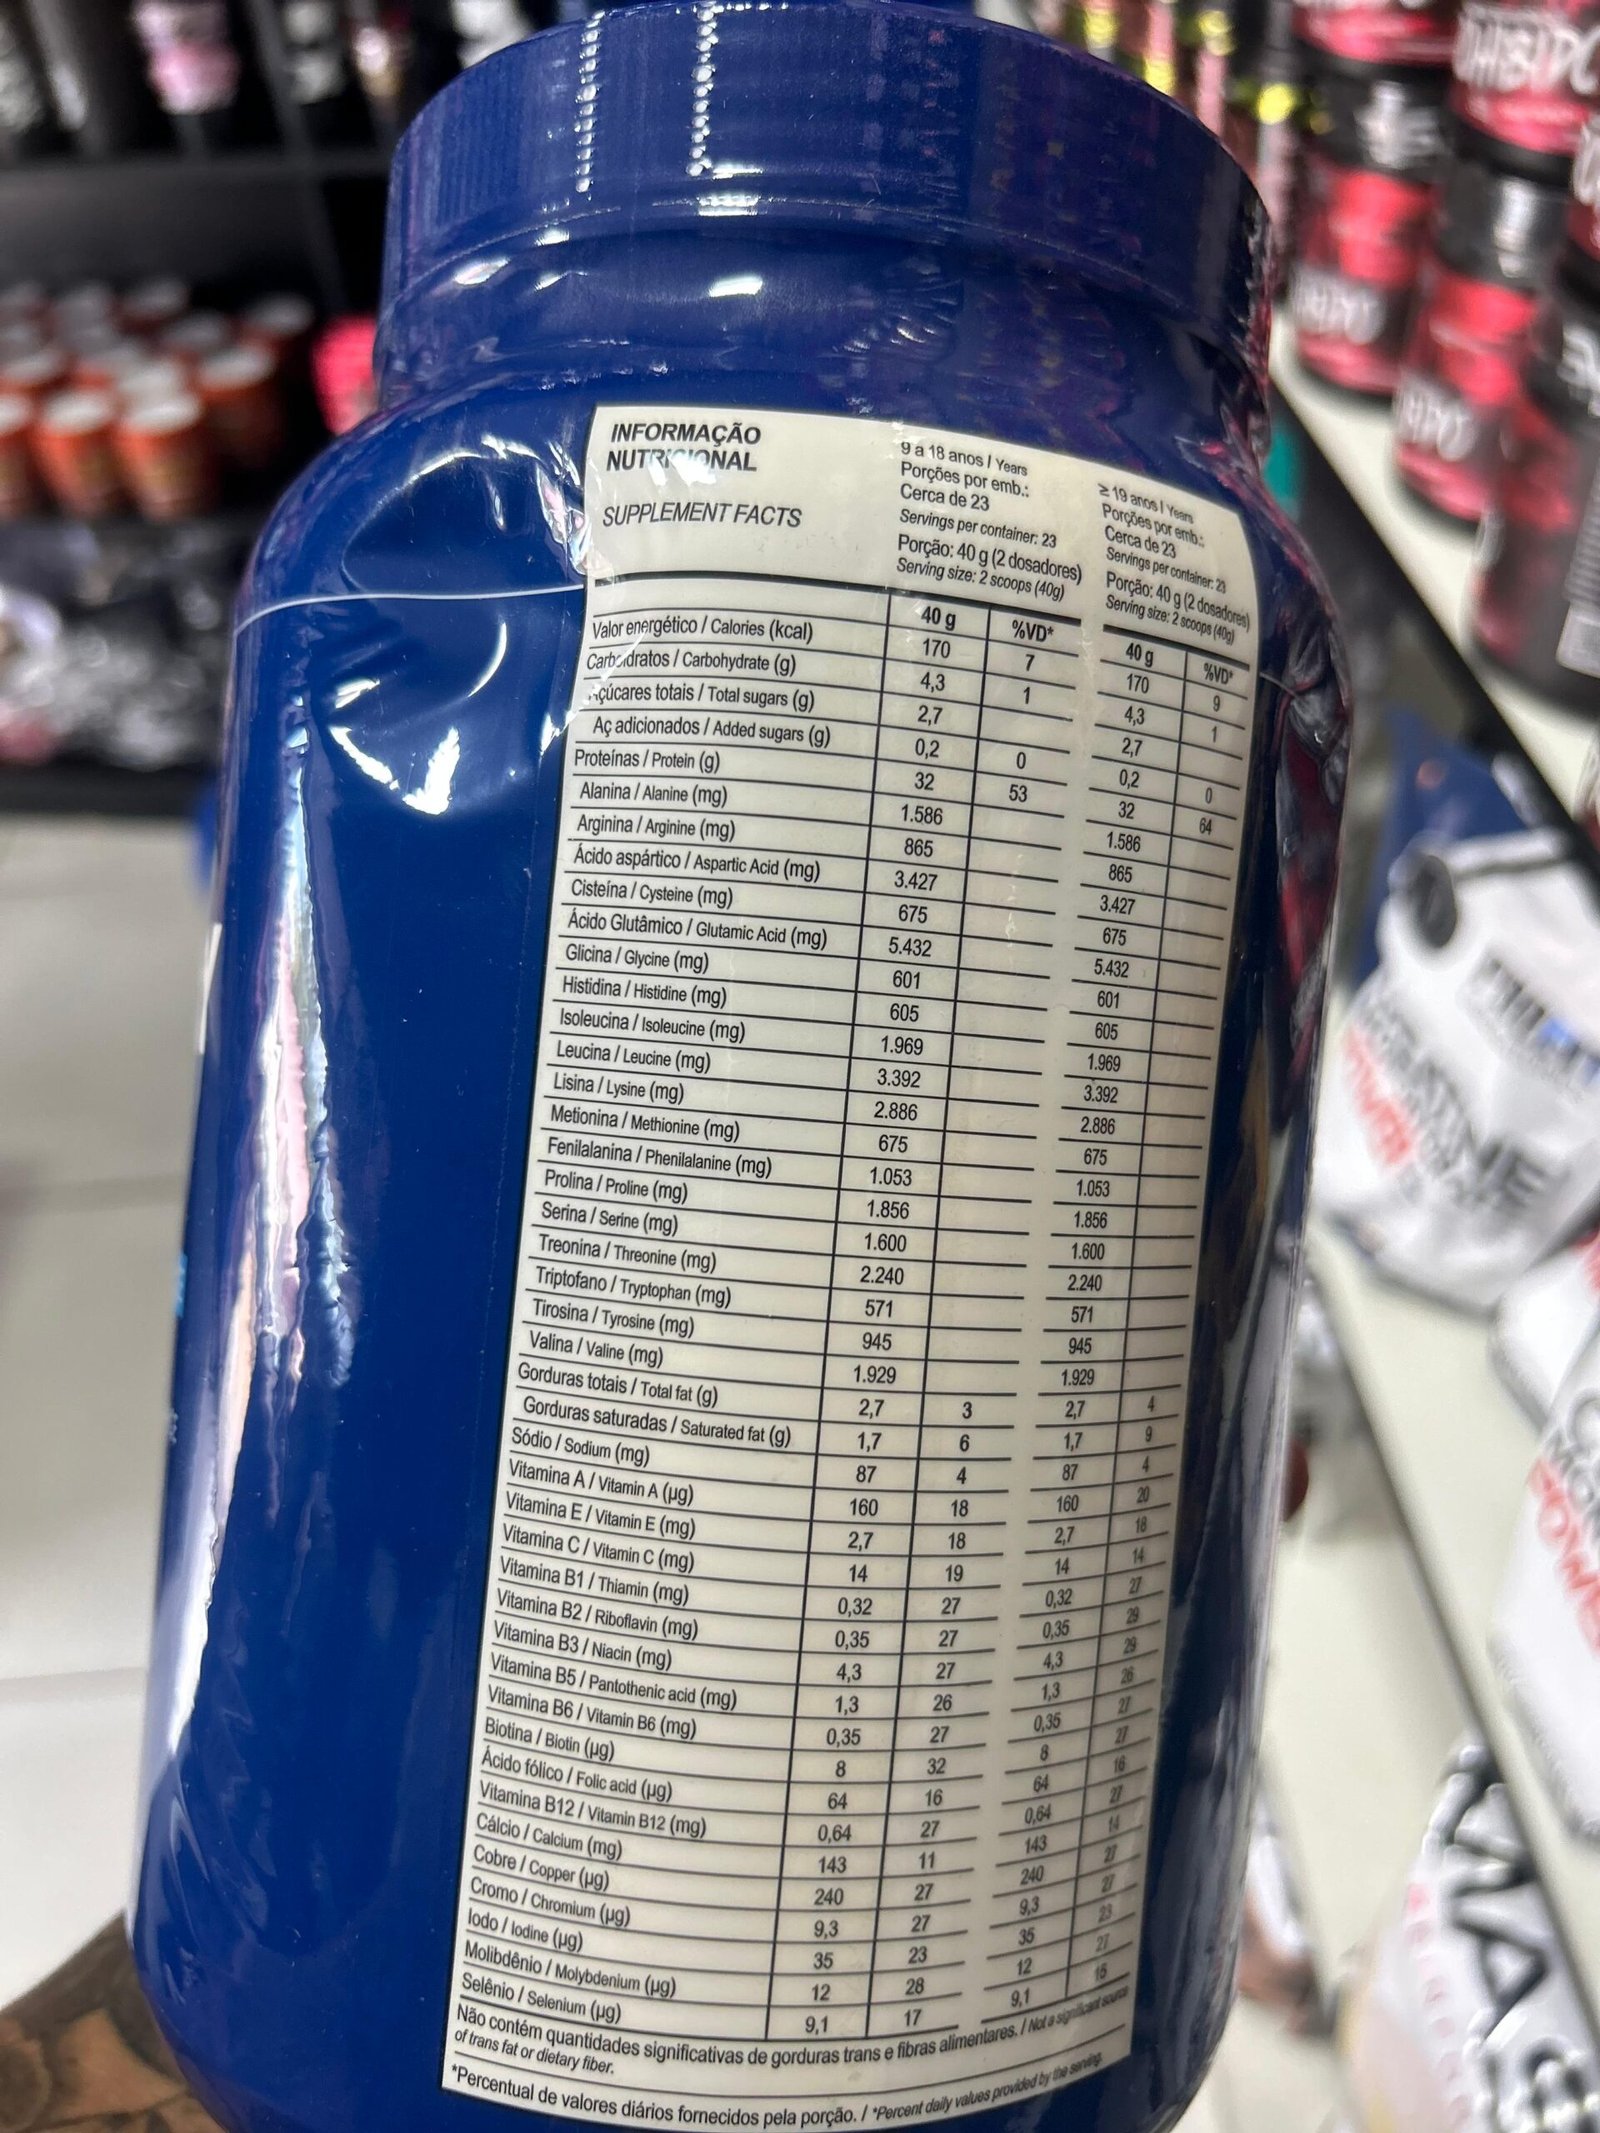 INFORMAÇÃO
NUTRICIONAL
SUPPLEMENT FACTS
9 a 18 anos / Years
Porções por emb.:
Cerca de 23
Servings per container: 23
Porção: 40 g (2 dosadores)
Serving size: 2 scoops (40g)
≥ 19 anos / Years
Porções por emb.:
Cerca de 23
Servings per container: 23
Porção: 40 g (2 dosadores)
Serving size: 2 scoops (40g)
40 g %VD* 40 g %VD*
Valor energético / Calories (kcal) 170 7 170 9
Carboidratos / Carbohydrate (g) 4,3 1 4,3 1
Açúcares totais / Total sugars (g) 2,7 2,7
Aç adicionados / Added sugars (g) 0,2 0 0,2 0
Proteínas / Protein (g) 32 53 32 64
Alanina / Alanine (mg) 1.586 1.586
Arginina / Arginine (mg) 865 865
Ácido aspártico / Aspartic Acid (mg) 3.427 3.427
Cisteína / Cysteine (mg) 675 675
Ácido Glutâmico / Glutamic Acid (mg) 5.432 5.432
Glicina / Glycine (mg) 601 601
Histidina / Histidine (mg) 605 605
Isoleucina / Isoleucine (mg) 1.969 1.969
Leucina / Leucine (mg) 3.392 3.392
Lisina / Lysine (mg) 2.886 2.886
Metionina / Methionine (mg) 675 675
Fenilalanina / Phenilalanine (mg) 1.053 1.053
Prolina / Proline (mg) 1.856 1.856
Serina / Serine (mg) 1.600 1.600
Treonina / Threonine (mg) 2.240 2.240
Triptofano / Tryptophan (mg) 571 571
Tirosina / Tyrosine (mg) 945 945
Valina / Valine (mg) 1.929 1.929
Gorduras totais / Total fat (g) 2,7 3 2,7 4
Gorduras saturadas / Saturated fat (g) 1,7 6 1,7 9
Sódio / Sodium (mg) 87 4 87 4
Vitamina A / Vitamin A (µg) 160 18 160 20
Vitamina E / Vitamin E (mg) 2,7 18 2,7 18
Vitamina C / Vitamin C (mg) 14 19 14 14
Vitamina B1 / Thiamin (mg) 0,32 27 0,32 27
Vitamina B2 / Riboflavin (mg) 0,35 27 0,35 29
Vitamina B3 / Niacin (mg) 4,3 27 4,3 29
Vitamina B5 / Pantothenic acid (mg) 1,3 26 1,3 26
Vitamina B6 / Vitamin B6 (mg) 0,35 27 0,35 27
Biotina / Biotin (µg) 8 32 8 27
Ácido fólico / Folic acid (µg) 64 16 64 16
Vitamina B12 / Vitamin B12 (mg) 0,64 27 0,64 27
Cálcio / Calcium (mg) 143 11 143 14
Cobre / Copper (µg) 240 27 240 27
Cromo / Chromium (µg) 9,3 27 9,3 27
Iodo / Iodine (µg) 35 23 35 23
Molibdênio / Molybdenium (µg) 12 28 12 27
Selênio / Selenium (µg) 9,1 17 9,1 15
Não contém quantidades significativas de gorduras trans e fibras alimentares. / Not a significant source
of trans fat or dietary fiber.
*Percentual de valores diários fornecidos pela porção. / *Percent daily values provided by the serving.